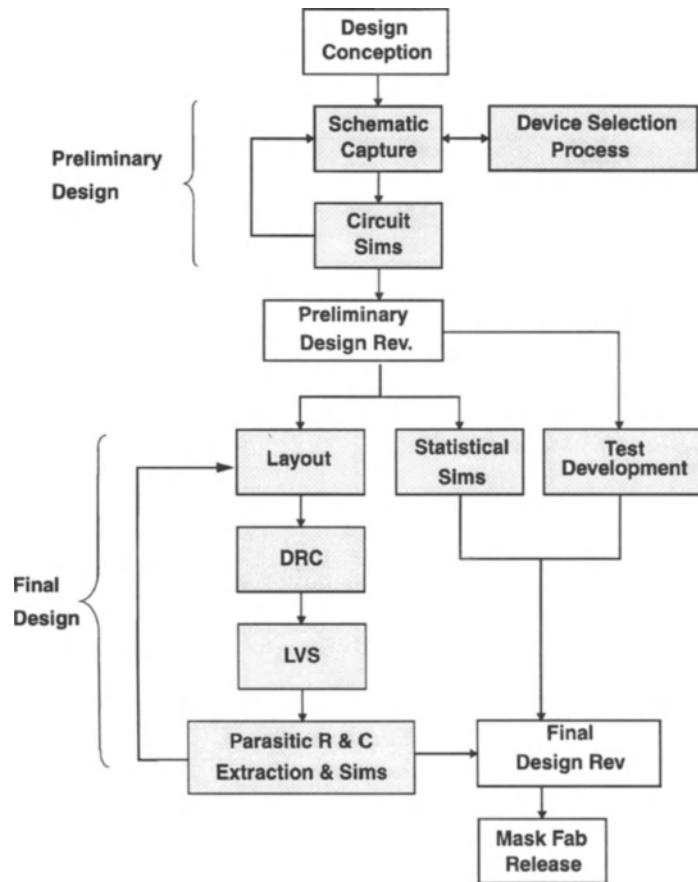 Design
Conception
Schematic
Capture
Device Selection
Process
Preliminary
Design
Circuit
Sims
Preliminary
Design Rev.
Layout
Statistical
Sims
Test
Development
DRC
Final
Design
LVS
Parasitic R & C
Extraction & Sims
Final
Design Rev
Mask Fab
Release